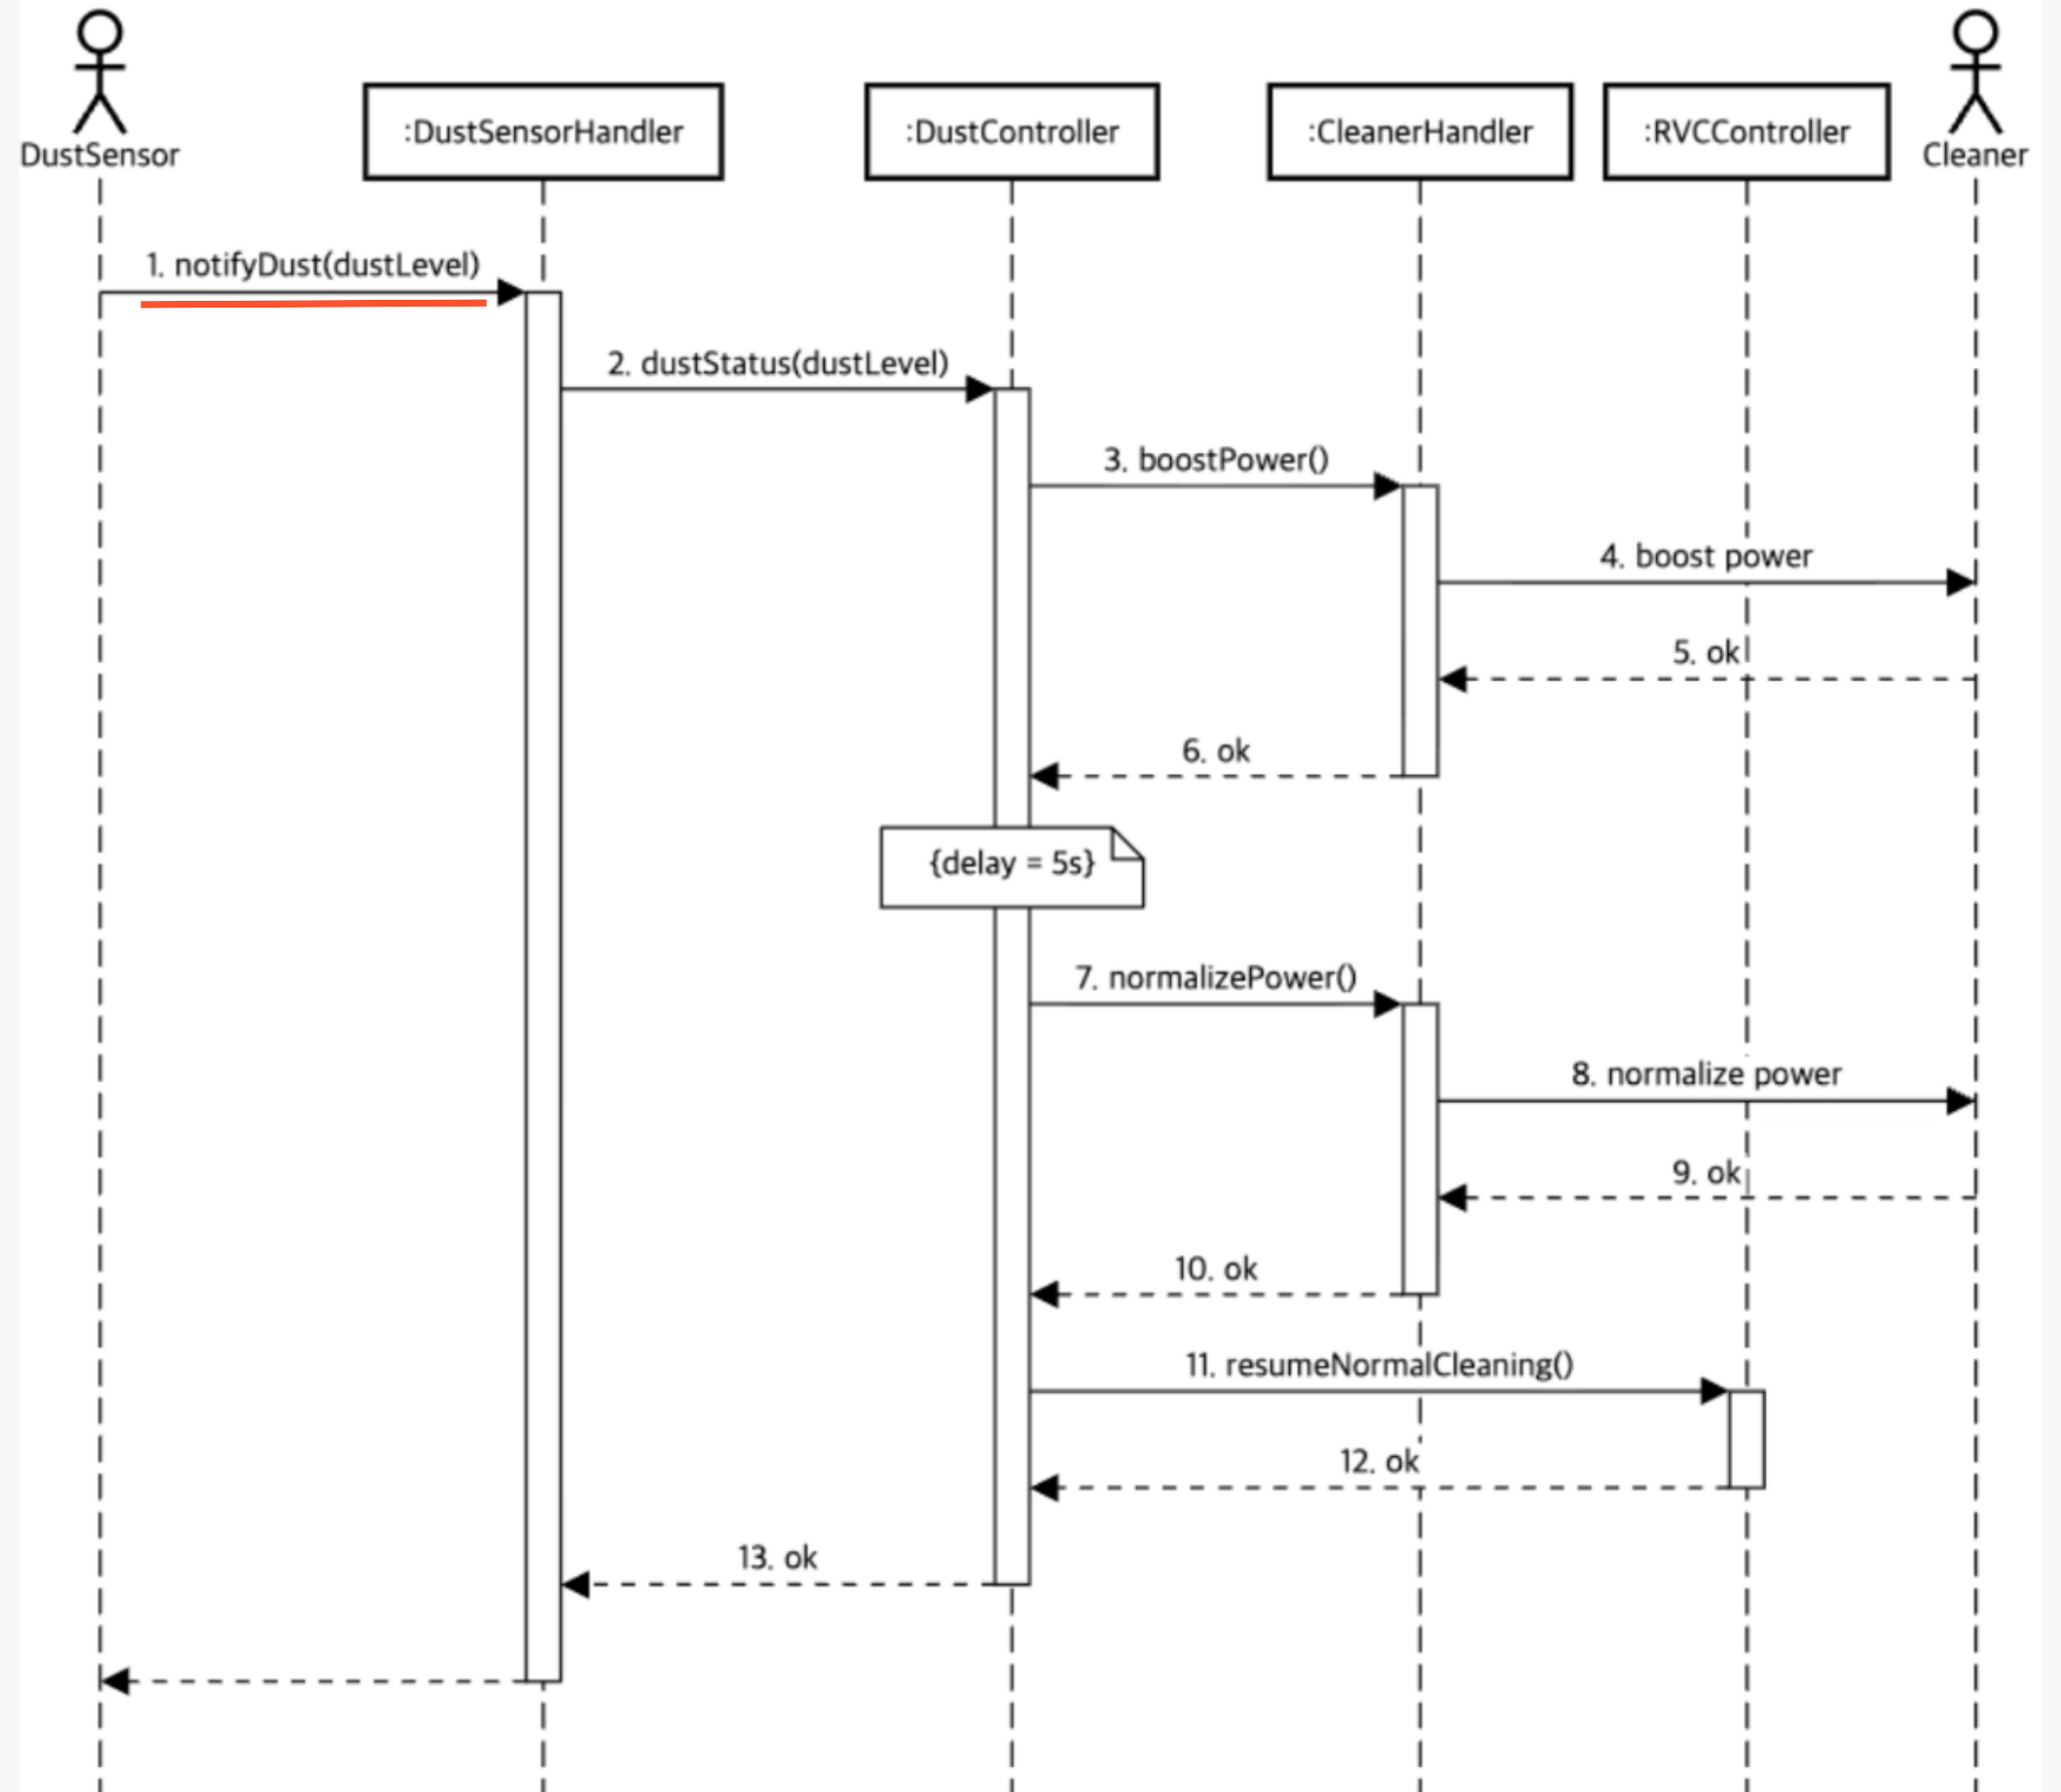 DustSensor
:DustSensorHandler
:DustController
:CleanerHandler
:RVCController
Cleaner
1. notifyDust(dustLevel)
2. dustStatus(dustLevel)
3. boostPower()
4. boost power
5. ok
6. ok
{delay = 5s}
7. normalizePower()
8. normalize power
9. ok
10. ok
11. resumeNormalCleaning()
12. ok
13. ok